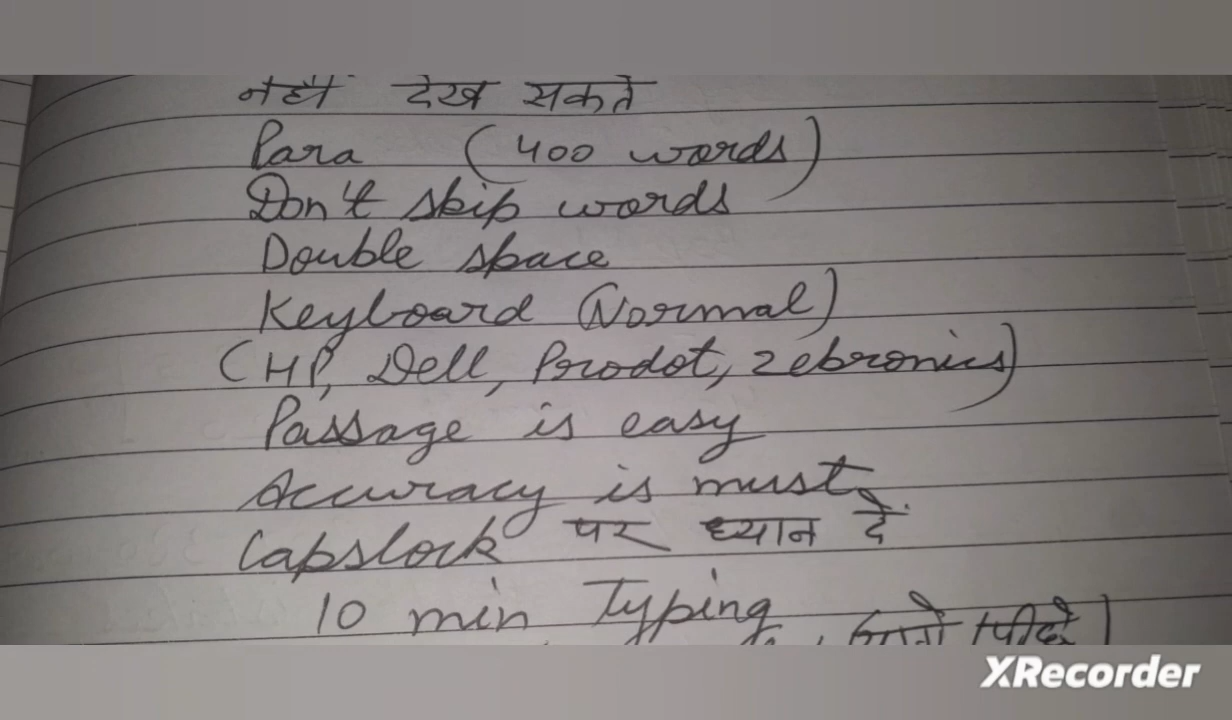 नहीं देख सकते
Para (400 words)
Don't skip words
Double space
Keyboard (Normal)
(HP, Dell, Prodot, Zebronics)
Passage is easy
Accuracy is must
Capslock पर ध्यान दें
10 min Typing
XRecorder